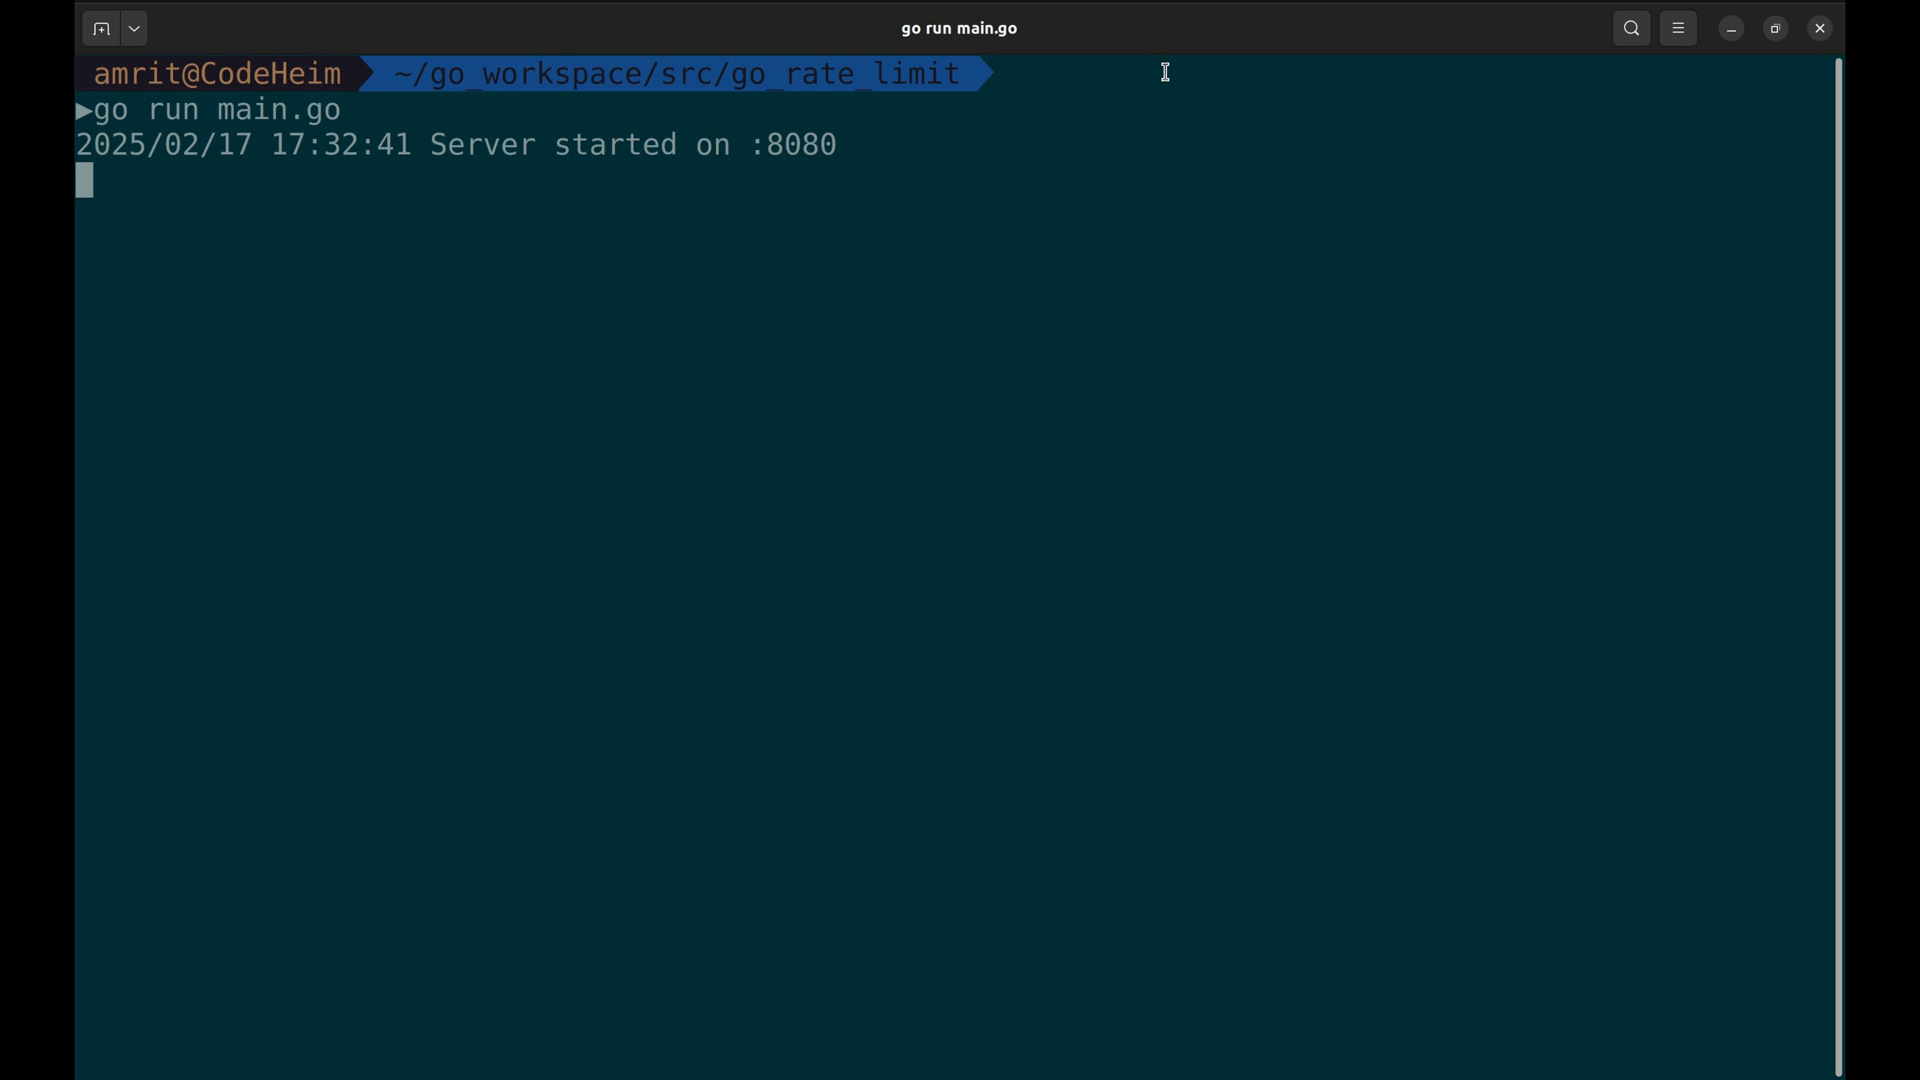 go run main.go
amrit@CodeHeim ~/go_workspace/src/go_rate_limit
▶go run main.go
2025/02/17 17:32:41 Server started on :8080